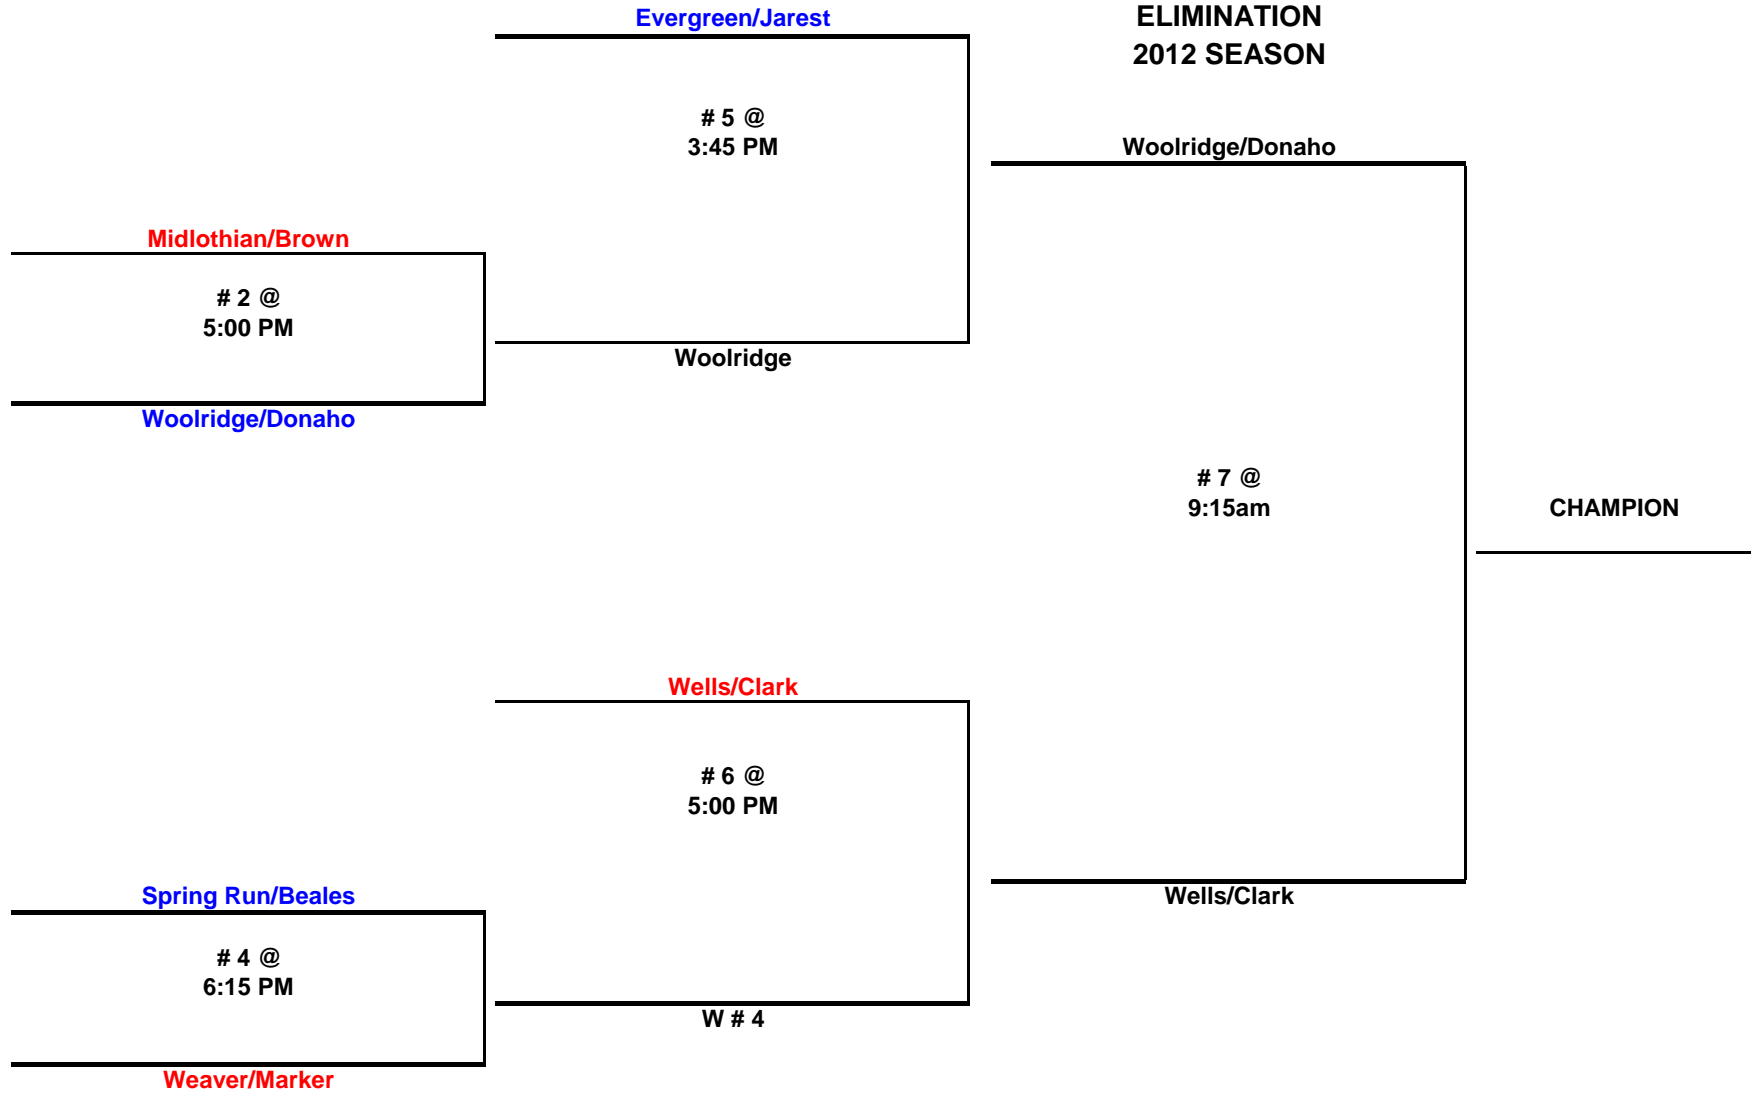 Evergreen/Jarest
ELIMINATION
2012 SEASON
# 5 @
3:45 PM
Woolridge/Donaho
Midlothian/Brown
# 2 @
5:00 PM
Woolridge
Woolridge/Donaho
# 7 @
9:15am
CHAMPION
Wells/Clark
# 6 @
5:00 PM
Spring Run/Beales
Wells/Clark
# 4 @
6:15 PM
W # 4
Weaver/Marker